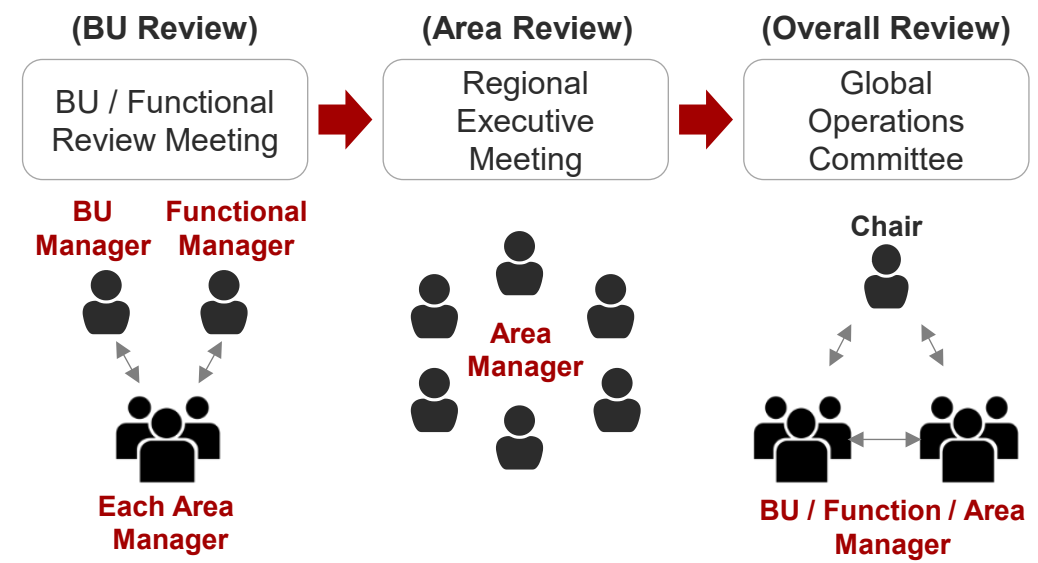 (BU Review)
(Area Review)
(Overall Review)
BU / Functional
Review Meeting
Regional
Executive
Meeting
Global
Operations
Committee
BU
Manager
Functional
Manager
Each Area
Manager
Area
Manager
Chair
BU / Function / Area
Manager